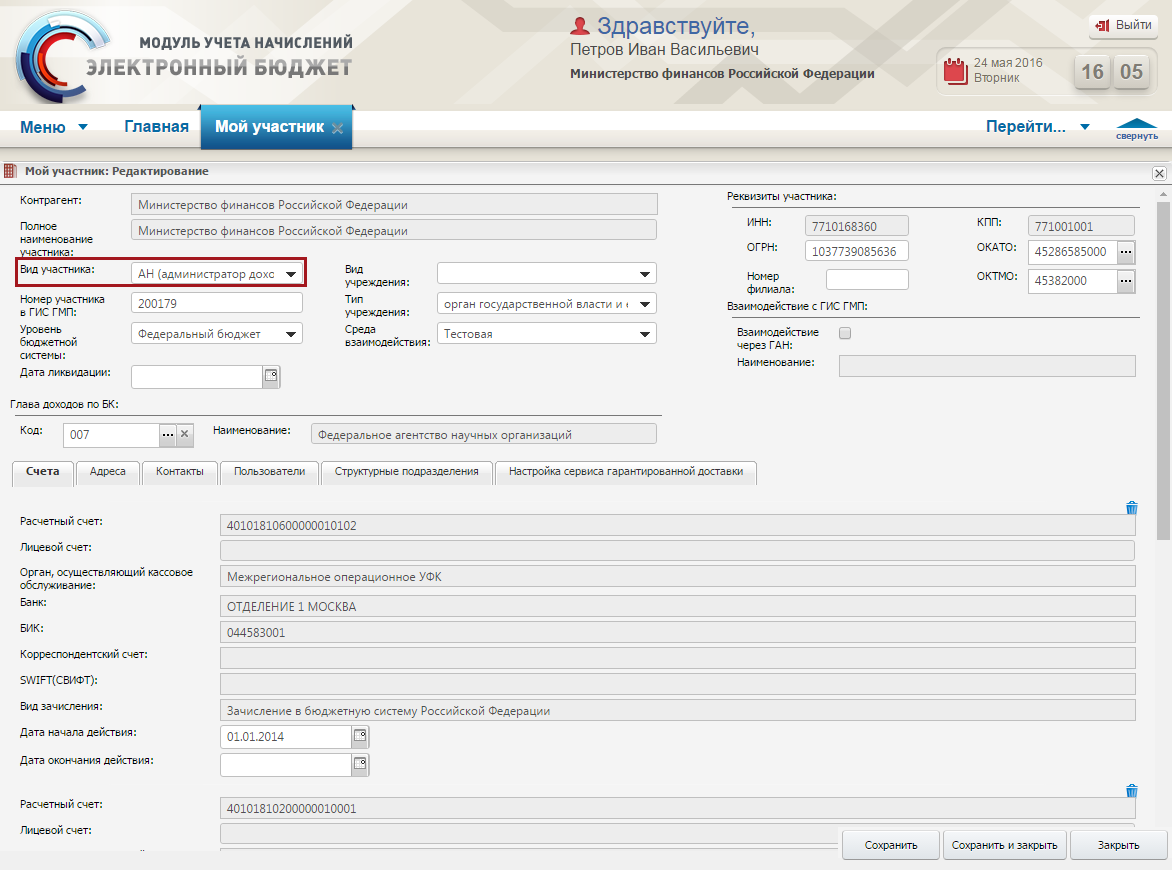 МОДУЛЬ УЧЕТА НАЧИСЛЕНИЙ
ЭЛЕКТРОННЫЙ БЮДЖЕТ
Здравствуйте,
Петров Иван Васильевич
Министерство финансов Российской Федерации
Выйти
24 мая 2016
Вторник
16 05
Меню
Главная
Мой участник
Перейти...
свернуть
Мой участник: Редактирование
Контрагент:
Министерство финансов Российской Федерации
Полное
наименование
участника:
Министерство финансов Российской Федерации
Вид участника:
АН (администратор дохо
Вид
учреждения:
Номер участника
в ГИС ГМП:
200179
Тип
учреждения:
орган государственной власти и
Уровень
бюджетной
системы:
Федеральный бюджет
Среда
взаимодействия:
Тестовая
Дата ликвидации:
Реквизиты участника:
ИНН:
7710168360
КПП:
771001001
ОГРН:
1037739085636
ОКАТО:
45286585000
...
Номер
филиала:
ОКТМО:
45382000
...
Взаимодействие с ГИС ГМП:
Взаимодействие
через ГАН:
Наименование:
Глава доходов по БК:
Код:
007
...
Наименование:
Федеральное агентство научных организаций
Счета
Адреса
Контакты
Пользователи
Структурные подразделения
Настройка сервиса гарантированной доставки
Расчетный счет:
40101810600000010102
Лицевой счет:
Орган, осуществляющий кассовое
обслуживание:
Межрегиональное операционное УФК
Банк:
ОТДЕЛЕНИЕ 1 МОСКВА
БИК:
044583001
Корреспондентский счет:
SWIFT(СВИФТ):
Вид зачисления:
Зачисление в бюджетную систему Российской Федерации
Дата начала действия:
01.01.2014
Дата окончания действия:
Расчетный счет:
40101810200000010001
Лицевой счет:
Сохранить
Сохранить и закрыть
Закрыть